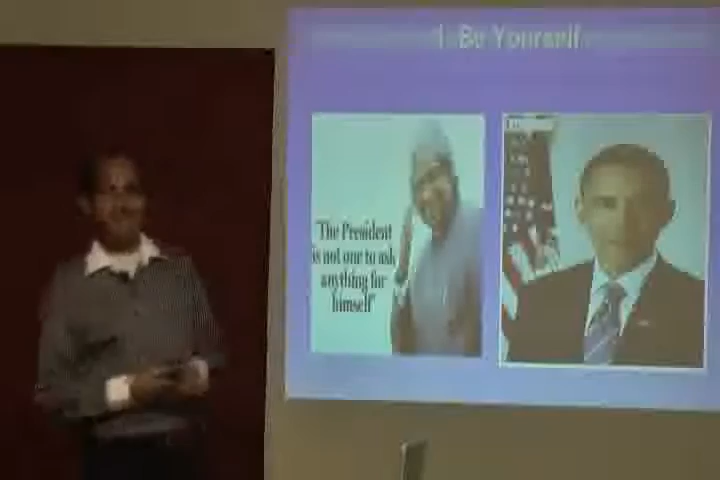 1. Be Yourself
"The President
is not one to ask
anything for
himself"